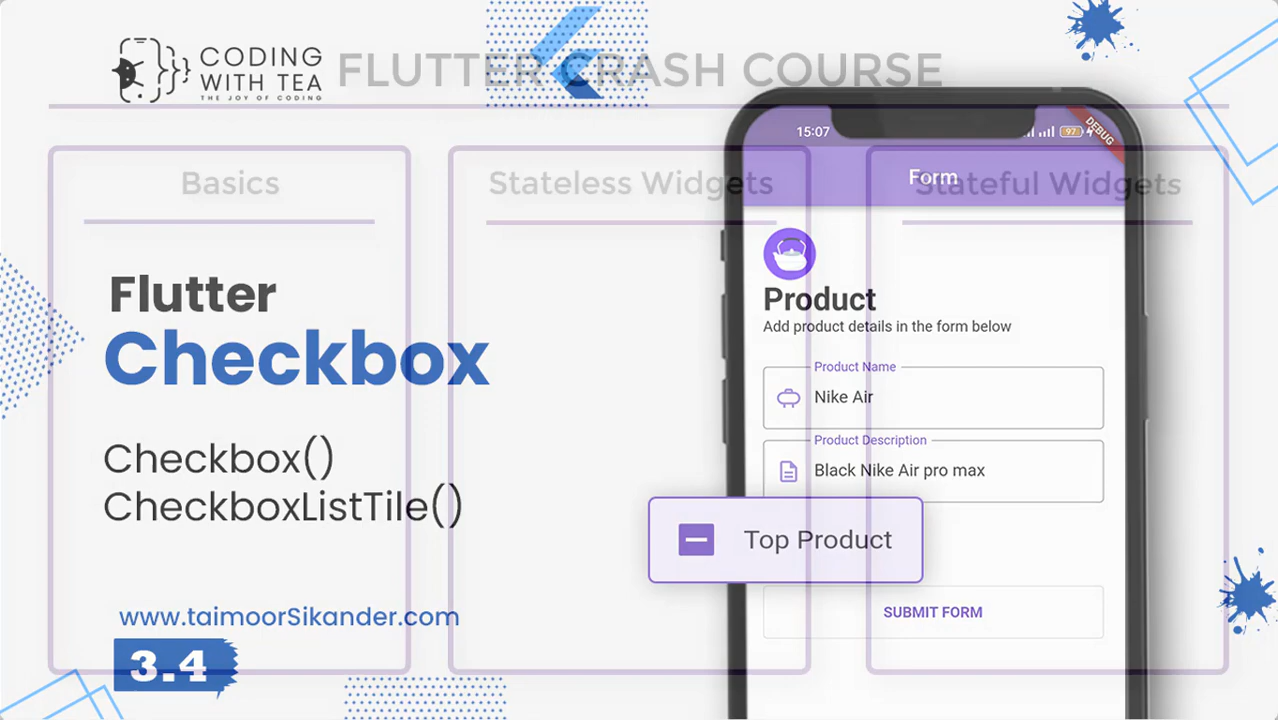 CODING
WITH TEA
THE JOY OF CODING
FLUTTER CRASH COURSE
Basics
Stateless Widgets
Stateful Widgets
Flutter
Checkbox
Checkbox()
CheckboxListTile()
www.taimoorSikander.com
3.4
15:07
97
DEBUG
Form
Product
Add product details in the form below
Product Name
Nike Air
Product Description
Black Nike Air pro max
Top Product
SUBMIT FORM